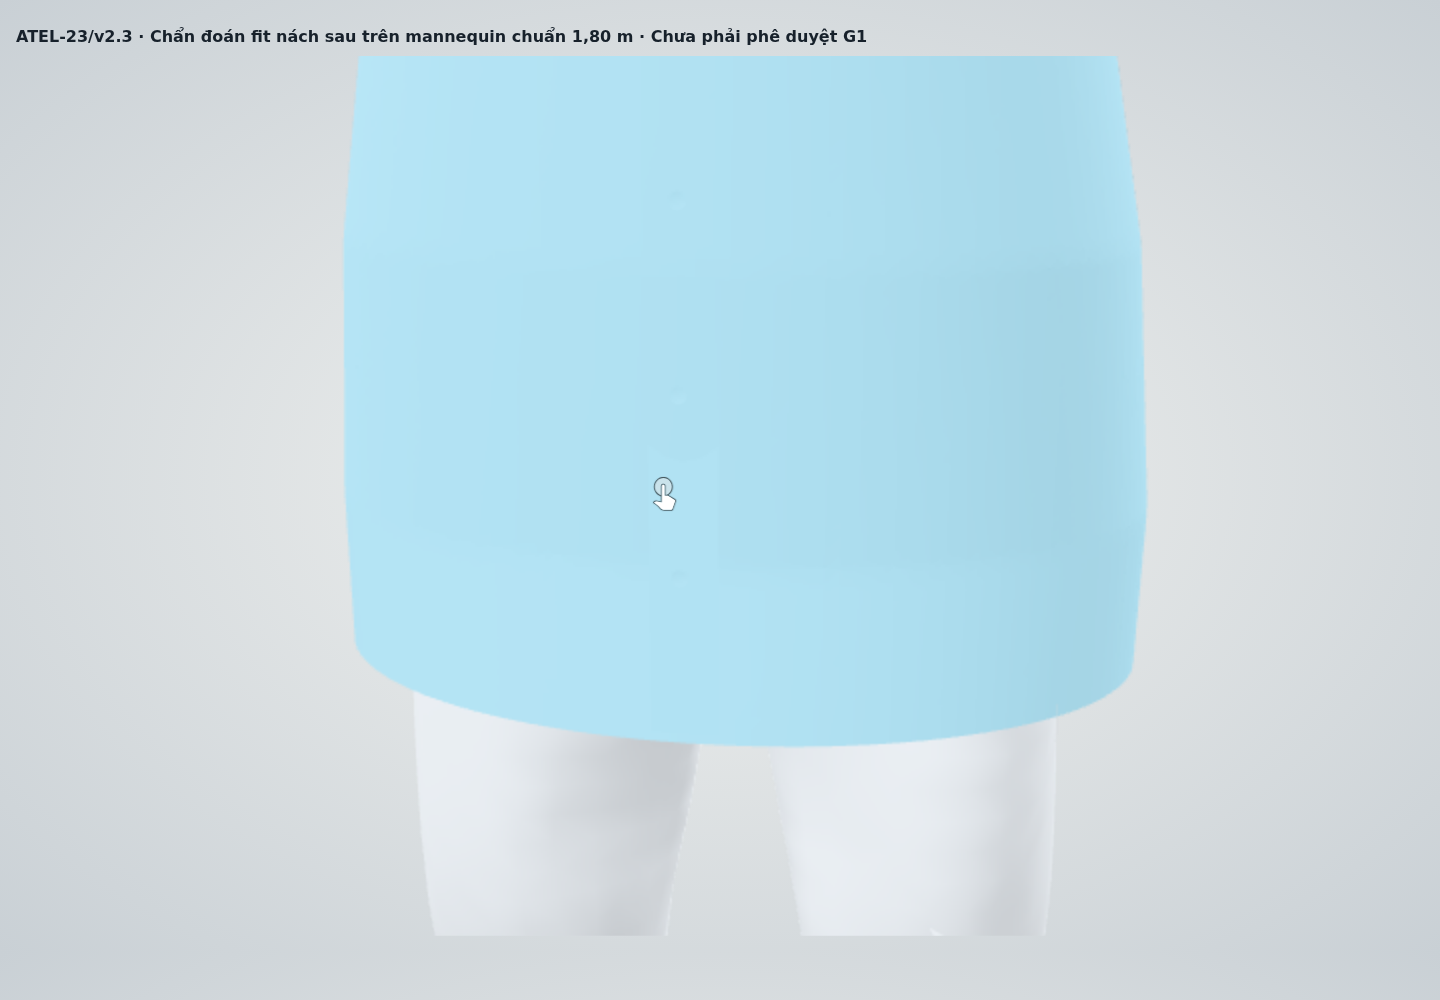 ATEL-23/v2.3 · Chẩn đoán fit nách sau trên mannequin chuẩn 1,80 m · Chưa phải phê duyệt G1